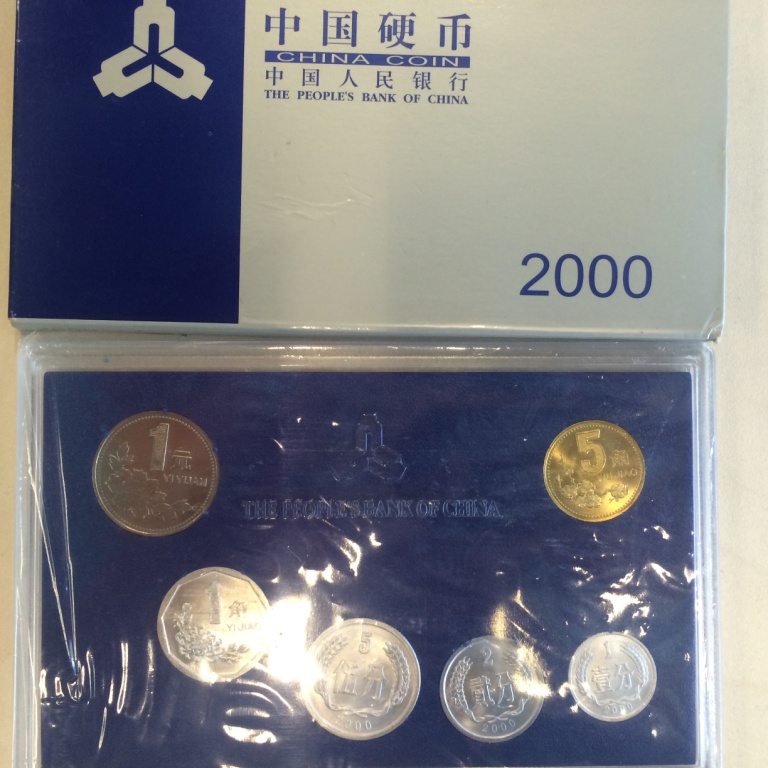 中国硬币
CHINA COIN
中国人民银行
THE PEOPLE'S BANK OF CHINA
2000
1元
YI YUAN
THE PEOPLE'S BANK OF CHINA
5角
JIAO
1角
YI JIAO
5
伍分
2
贰分
2000
1
壹分